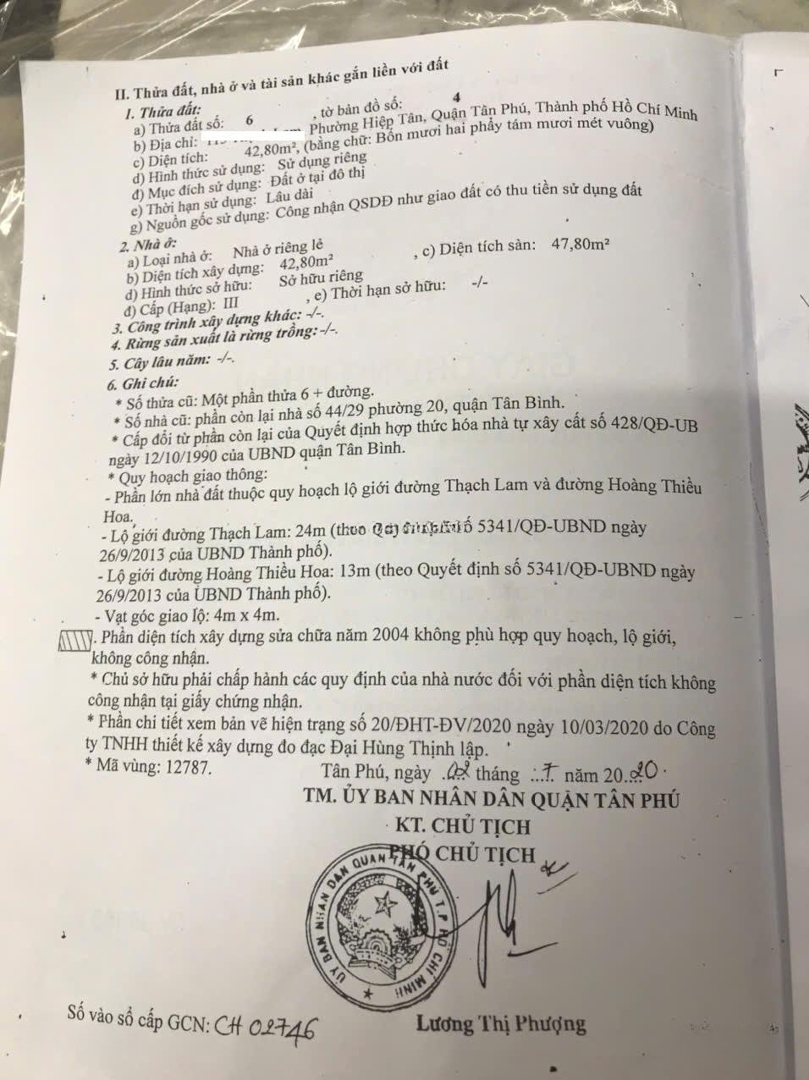 II. Thửa đất, nhà ở và tài sản khác gắn liền với đất
1. Thửa đất:
a) Thửa đất số: 6 , tờ bản đồ số: 4
b) Địa chỉ: Phường Hiệp Tân, Quận Tân Phú, Thành phố Hồ Chí Minh
c) Diện tích: 42,80m², (bằng chữ: Bốn mươi hai phẩy tám mươi mét vuông)
d) Hình thức sử dụng: Sử dụng riêng
đ) Mục đích sử dụng: Đất ở tại đô thị
e) Thời hạn sử dụng: Lâu dài
g) Nguồn gốc sử dụng: Công nhận QSDĐ như giao đất có thu tiền sử dụng đất
2. Nhà ở:
a) Loại nhà ở: Nhà ở riêng lẻ
b) Diện tích xây dựng: 42,80m² , c) Diện tích sàn: 47,80m²
d) Hình thức sở hữu: Sở hữu riêng
đ) Cấp (Hạng): III , e) Thời hạn sở hữu: -/-
3. Công trình xây dựng khác: -/-.
4. Rừng sản xuất là rừng trồng:-/-.
5. Cây lâu năm: -/-.
6. Ghi chú:
* Số thửa cũ: Một phần thửa 6 + đường.
* Số nhà cũ: phần còn lại nhà số 44/29 phường 20, quận Tân Bình.
* Cấp đổi từ phần còn lại của Quyết định hợp thức hóa nhà tự xây cất số 428/QĐ-UB
ngày 12/10/1990 của UBND quận Tân Bình.
* Quy hoạch giao thông:
- Phần lớn nhà đất thuộc quy hoạch lộ giới đường Thạch Lam và đường Hoàng Thiều
Hoa.
- Lộ giới đường Thạch Lam: 24m (theo 5341/QĐ-UBND ngày
26/9/2013 của UBND Thành phố).
- Lộ giới đường Hoàng Thiều Hoa: 13m (theo Quyết định số 5341/QĐ-UBND ngày
26/9/2013 của UBND Thành phố).
- Vạt góc giao lộ: 4m x 4m.
. Phần diện tích xây dựng sửa chữa năm 2004 không phù hợp quy hoạch, lộ giới,
không công nhận.
* Chủ sở hữu phải chấp hành các quy định của nhà nước đối với phần diện tích không
công nhận tại giấy chứng nhận.
* Phần chi tiết xem bản vẽ hiện trạng số 20/ĐHT-ĐV/2020 ngày 10/03/2020 do Công
ty TNHH thiết kế xây dựng đo đạc Đại Hùng Thịnh lập.
* Mã vùng: 12787.
Tân Phú, ngày 02 tháng 7 năm 2020
TM. ỦY BAN NHÂN DÂN QUẬN TÂN PHÚ
KT. CHỦ TỊCH
PHÓ CHỦ TỊCH
ỦY BAN NHÂN DÂN QUẬN TÂN PHÚ T.P HỒ CHÍ MINH
Lương Thị Phượng
Số vào sổ cấp GCN: CH 02746